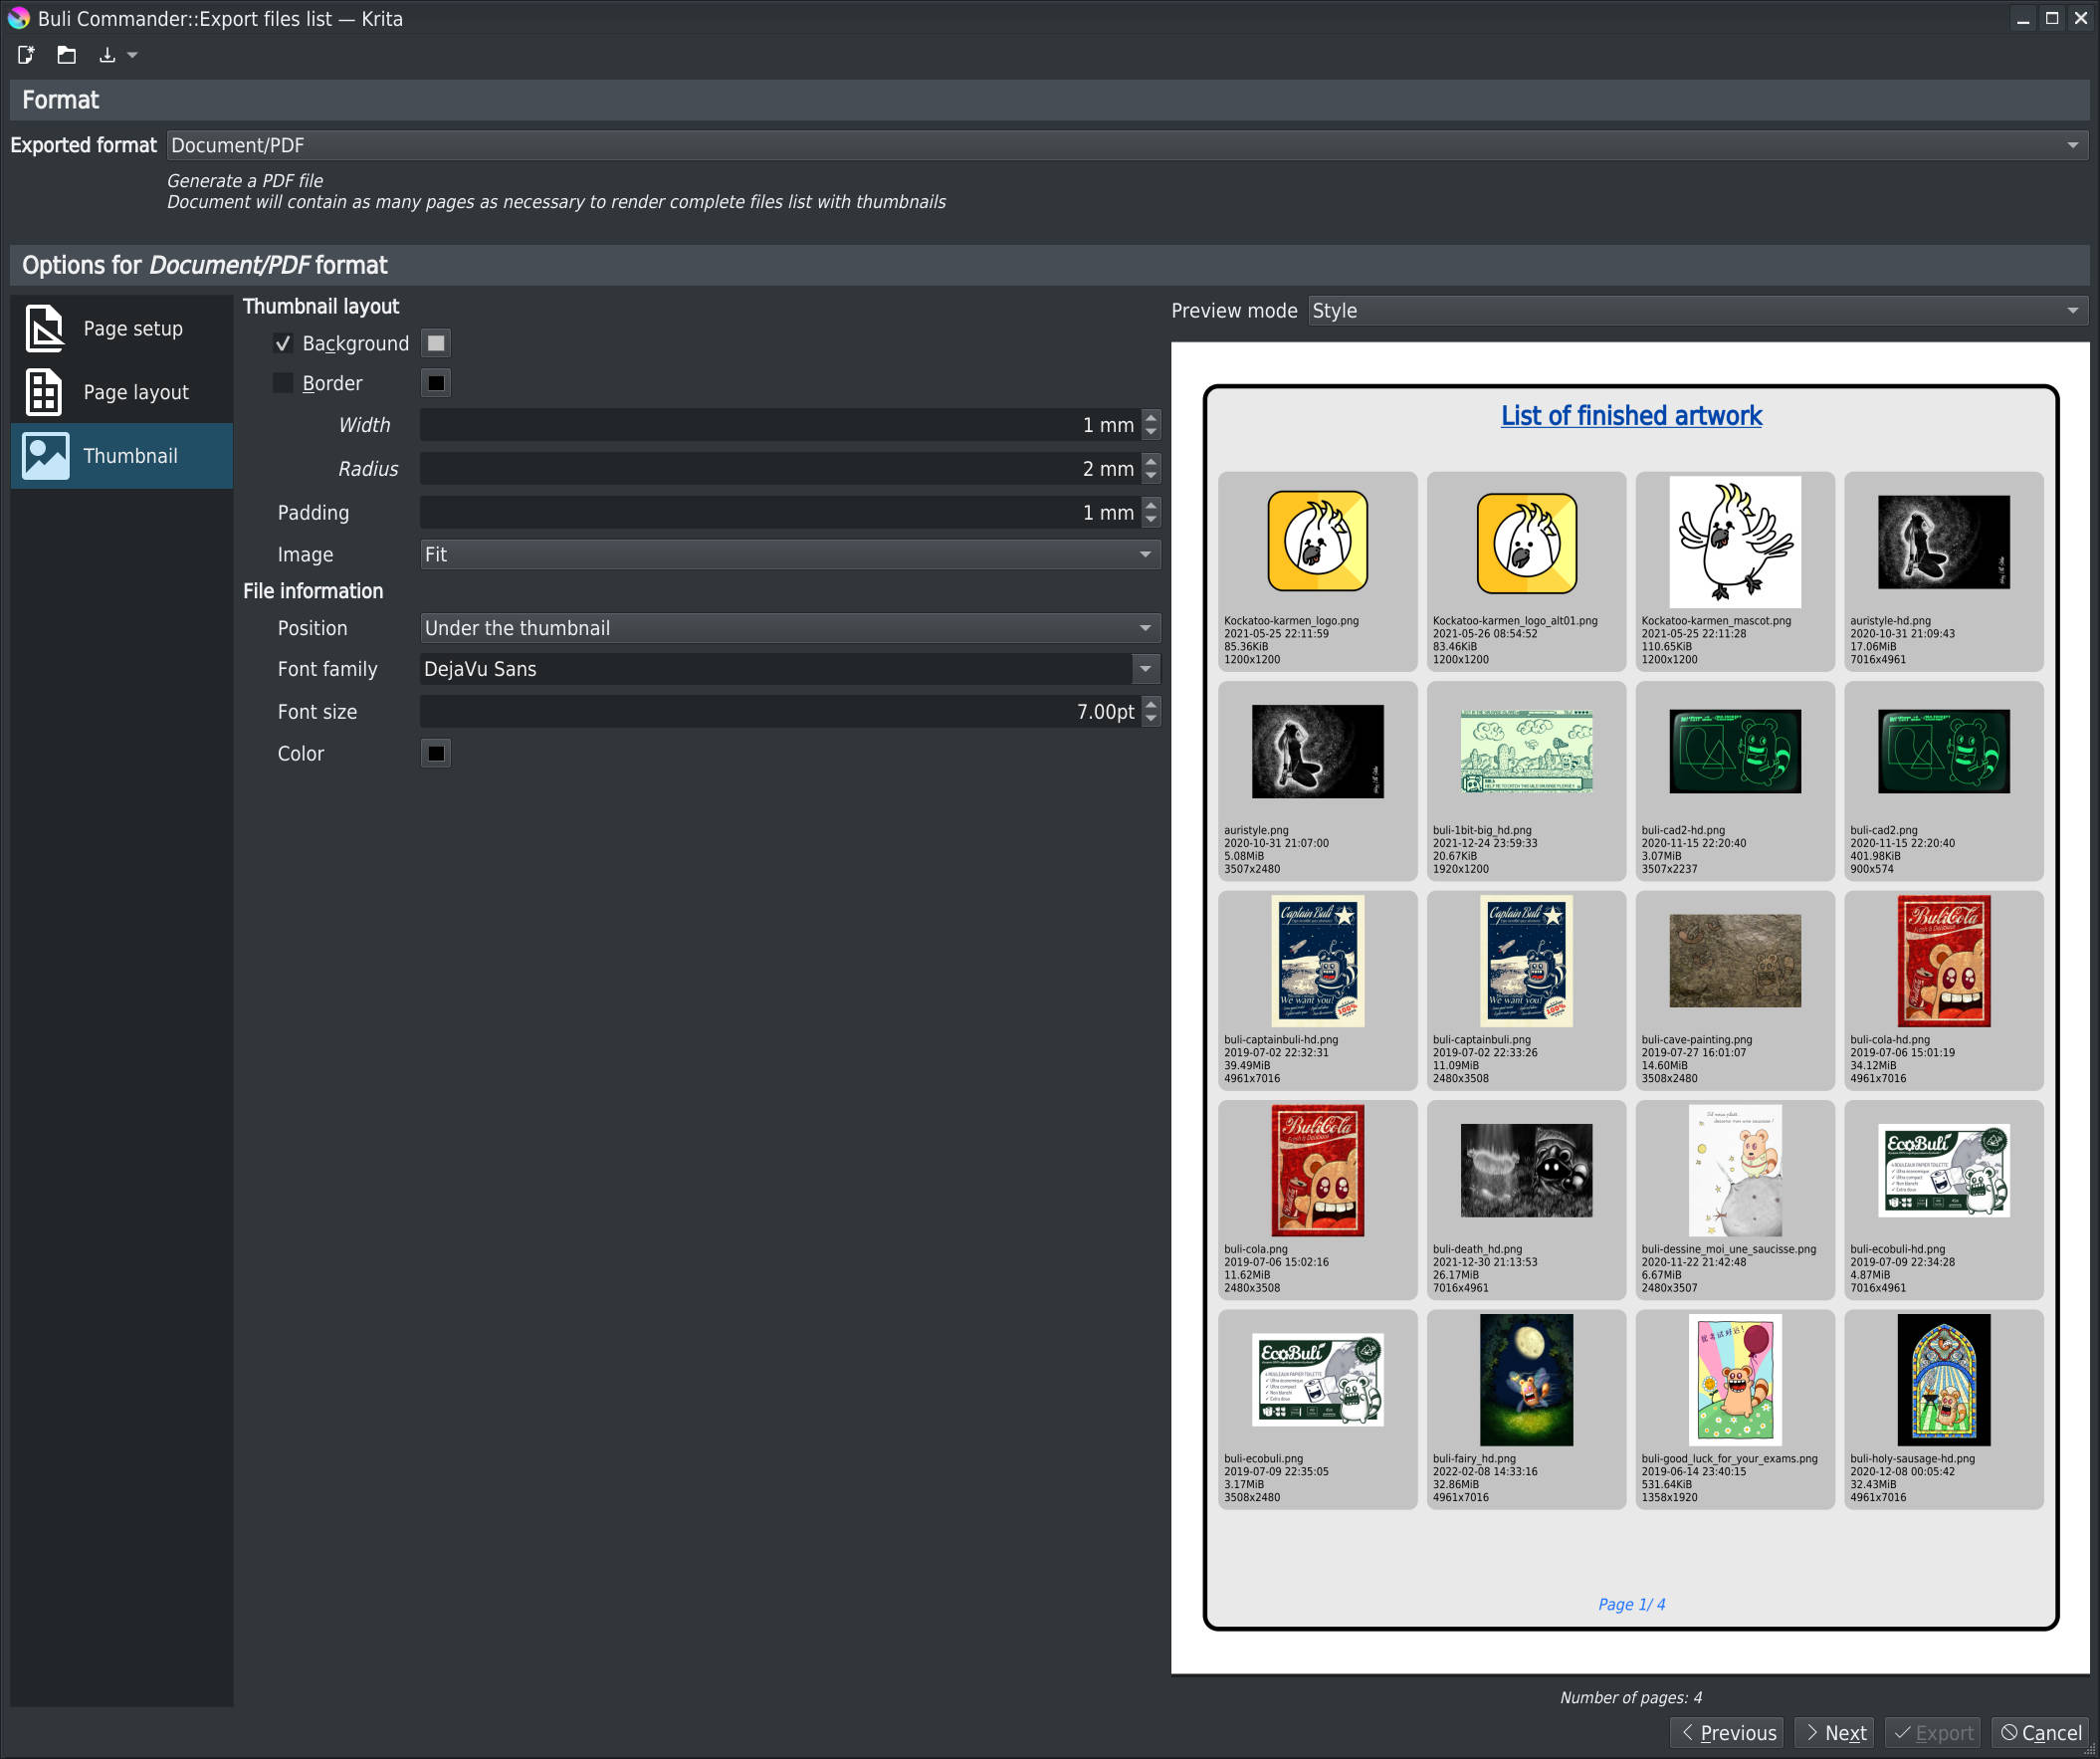 Buli Commander::Export files list — Krita
Format
Exported format Document/PDF
Generate a PDF file
Document will contain as many pages as necessary to render complete files list with thumbnails
Options for Document/PDF format
Page setup
Page layout
Thumbnail
Thumbnail layout
Background
Border
Width 1 mm
Radius 2 mm
Padding 1 mm
Image Fit
File information
Position Under the thumbnail
Font family DejaVu Sans
Font size 7.00pt
Color
Preview mode Style
List of finished artwork
Kockatoo-karmen_logo.png
2021-05-25 22:11:59
85.36KiB
1200x1200
Kockatoo-karmen_logo_alt01.png
2021-05-26 08:54:52
83.46KiB
1200x1200
Kockatoo-karmen_mascot.png
2021-05-25 22:11:28
110.65KiB
1200x1200
auristyle-hd.png
2020-10-31 21:09:43
17.06MiB
7016x4961
auristyle.png
2020-10-31 21:07:00
5.08MiB
3507x2480
buli-1bit-big_hd.png
2021-12-24 23:59:33
20.67KiB
1920x1200
buli-cad2-hd.png
2020-11-15 22:20:40
3.07MiB
3507x2237
buli-cad2.png
2020-11-15 22:20:40
401.98KiB
900x574
Captain Buli
We want you!
buli-captainbuli-hd.png
2019-07-02 22:32:31
39.49MiB
4961x7016
Captain Buli
We want you!
buli-captainbuli.png
2019-07-02 22:33:26
11.09MiB
2480x3508
buli-cave-painting.png
2019-07-27 16:01:07
14.60MiB
3508x2480
BuliCola
buli-cola-hd.png
2019-07-06 15:01:19
34.12MiB
4961x7016
BuliCola
buli-cola.png
2019-07-06 15:02:16
11.62MiB
2480x3508
buli-death_hd.png
2021-12-30 21:13:53
26.17MiB
7016x4961
buli-dessine_moi_une_saucisse.png
2020-11-22 21:42:48
6.67MiB
2480x3507
EcoBuli
buli-ecobuli-hd.png
2019-07-09 22:34:28
4.87MiB
7016x4961
EcoBuli
buli-ecobuli.png
2019-07-09 22:35:05
3.17MiB
3508x2480
buli-fairy_hd.png
2022-02-08 14:33:16
32.86MiB
4961x7016
buli-good_luck_for_your_exams.png
2019-06-14 23:40:15
531.64KiB
1358x1920
buli-holy-sausage-hd.png
2020-12-08 00:05:42
32.43MiB
4961x7016
Page 1/ 4
Number of pages: 4
Previous
Next
Export
Cancel